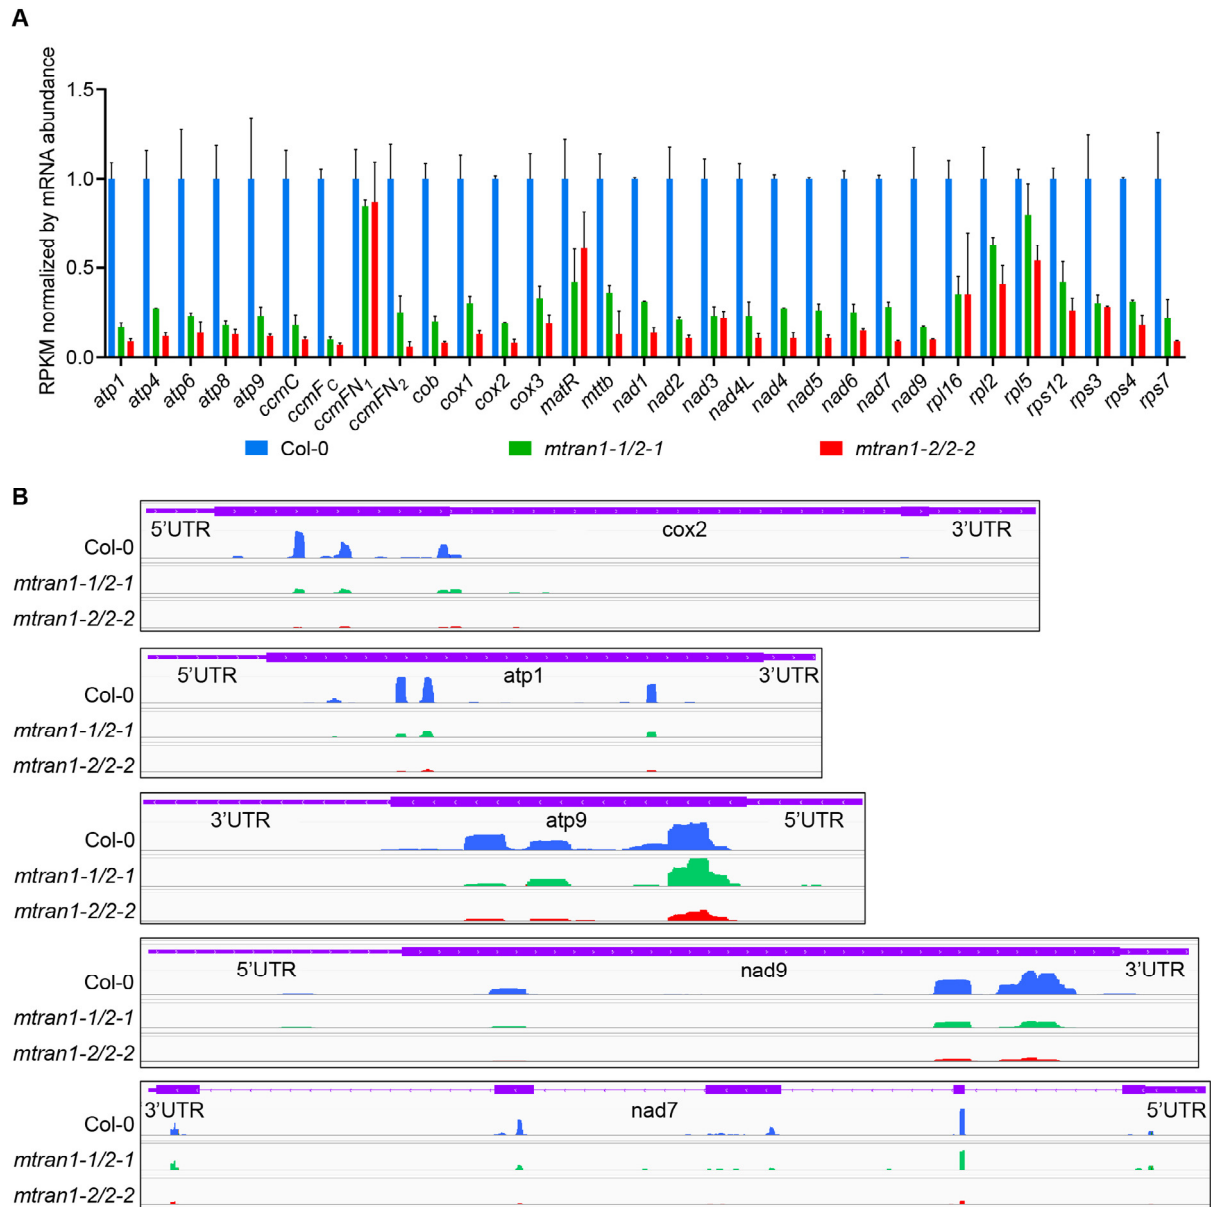 A
RPKM normalized by mRNA abundance
1.5
1.0
0.5
0.0
atp1 atp4 atp6 atp8 atp9 ccmC ccmFC ccmFN1 ccmFN2 cob cox1 cox2 cox3 matR mttb nad1 nad2 nad3 nad4L nad4 nad5 nad6 nad7 nad9 rpl16 rpl2 rpl5 rps12 rps3 rps4 rps7
Col-0 mtran1-1/2-1 mtran1-2/2-2
B
5'UTR cox2 3'UTR
Col-0
mtran1-1/2-1
mtran1-2/2-2
5'UTR atp1 3'UTR
Col-0
mtran1-1/2-1
mtran1-2/2-2
3'UTR atp9 5'UTR
Col-0
mtran1-1/2-1
mtran1-2/2-2
5'UTR nad9 3'UTR
Col-0
mtran1-1/2-1
mtran1-2/2-2
3'UTR nad7 5'UTR
Col-0
mtran1-1/2-1
mtran1-2/2-2